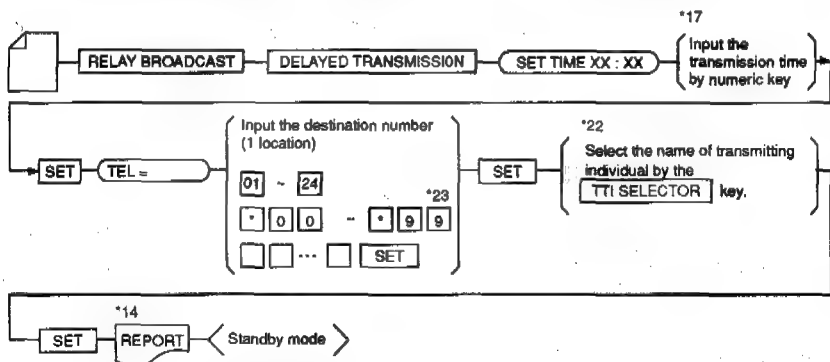 *17
RELAY BROADCAST
DELAYED TRANSMISSION
SET TIME XX : XX
Input the
transmission time
by numeric key
SET
TEL =
Input the destination number
(1 location)
01 ~ 24
*23
* 0 0 ~ * 9 9
... SET
SET
*22
Select the name of transmitting
individual by the
TTI SELECTOR key.
SET
*14
REPORT
Standby mode